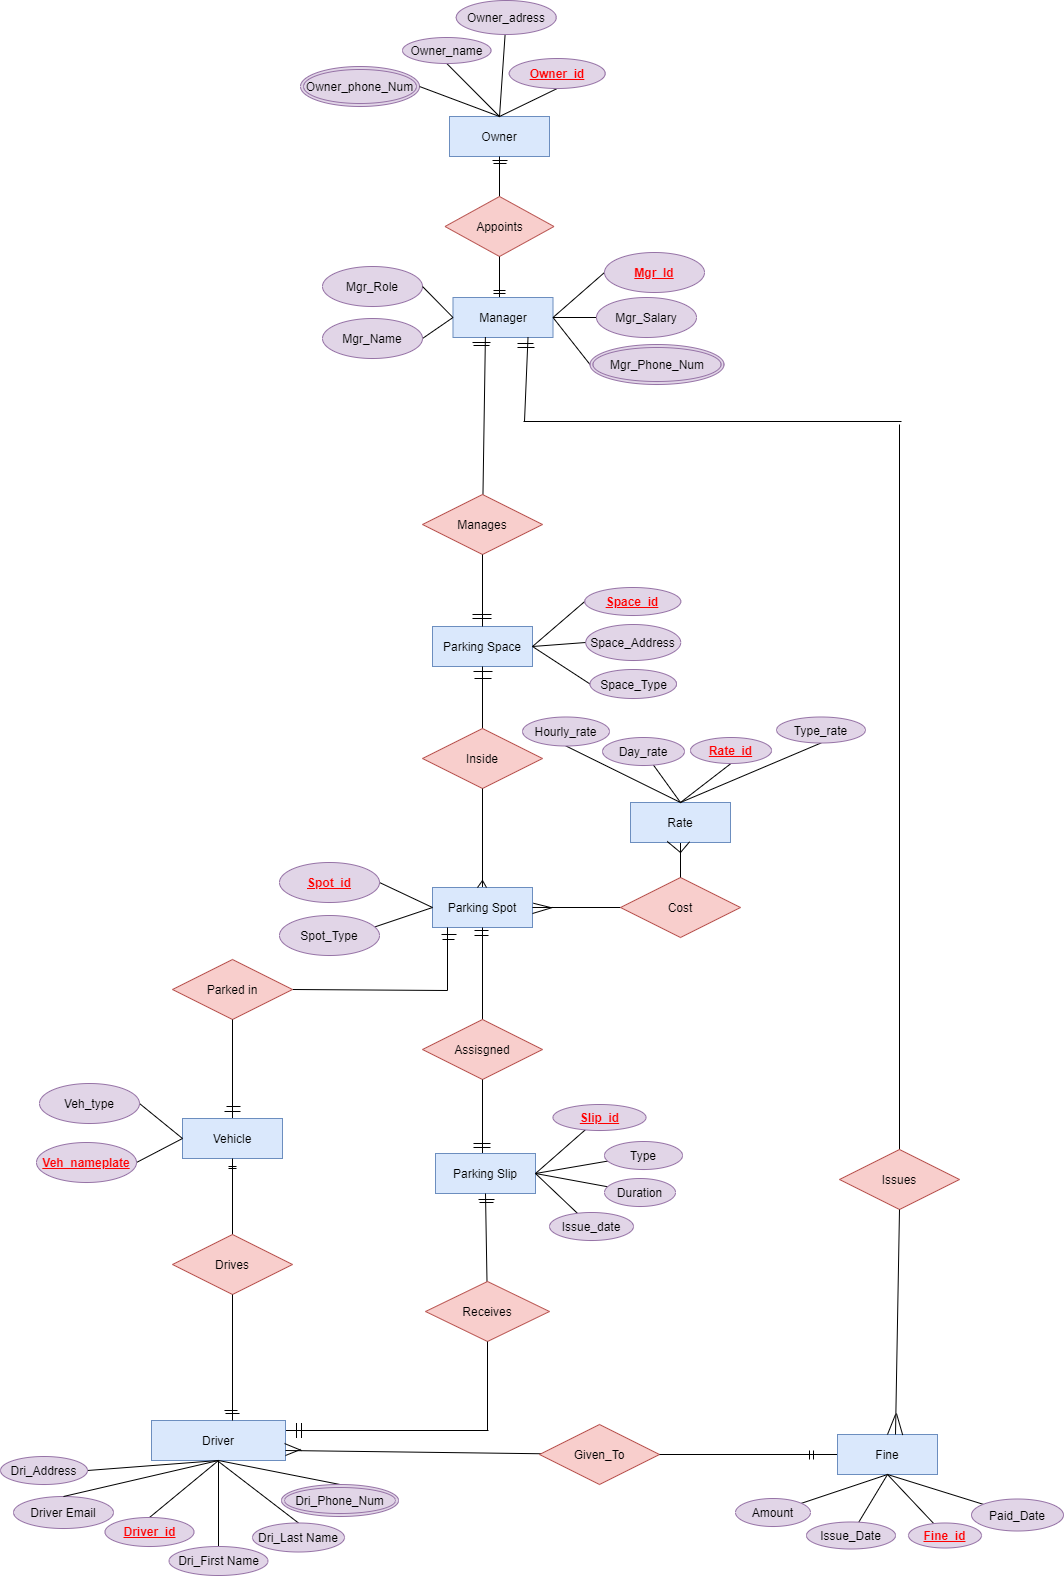 Owner_adress
Owner_name
Owner_id
Owner_phone_Num
Owner
Appoints
Mgr_Id
Mgr_Role
Manager
Mgr_Salary
Mgr_Name
Mgr_Phone_Num
Manages
Space_id
Parking Space
Space_Address
Space_Type
Hourly_rate
Type_rate
Day_rate
Rate_id
Inside
Rate
Spot_id
Parking Spot
Cost
Spot_Type
Parked in
Assisgned
Veh_type
Slip_id
Vehicle
Type
Veh_nameplate
Parking Slip
Issues
Duration
Issue_date
Drives
Receives
Driver
Given_To
Fine
Dri_Address
Dri_Phone_Num
Driver Email
Amount
Paid_Date
Driver_id
Dri_Last Name
Issue_Date
Fine_id
Dri_First Name